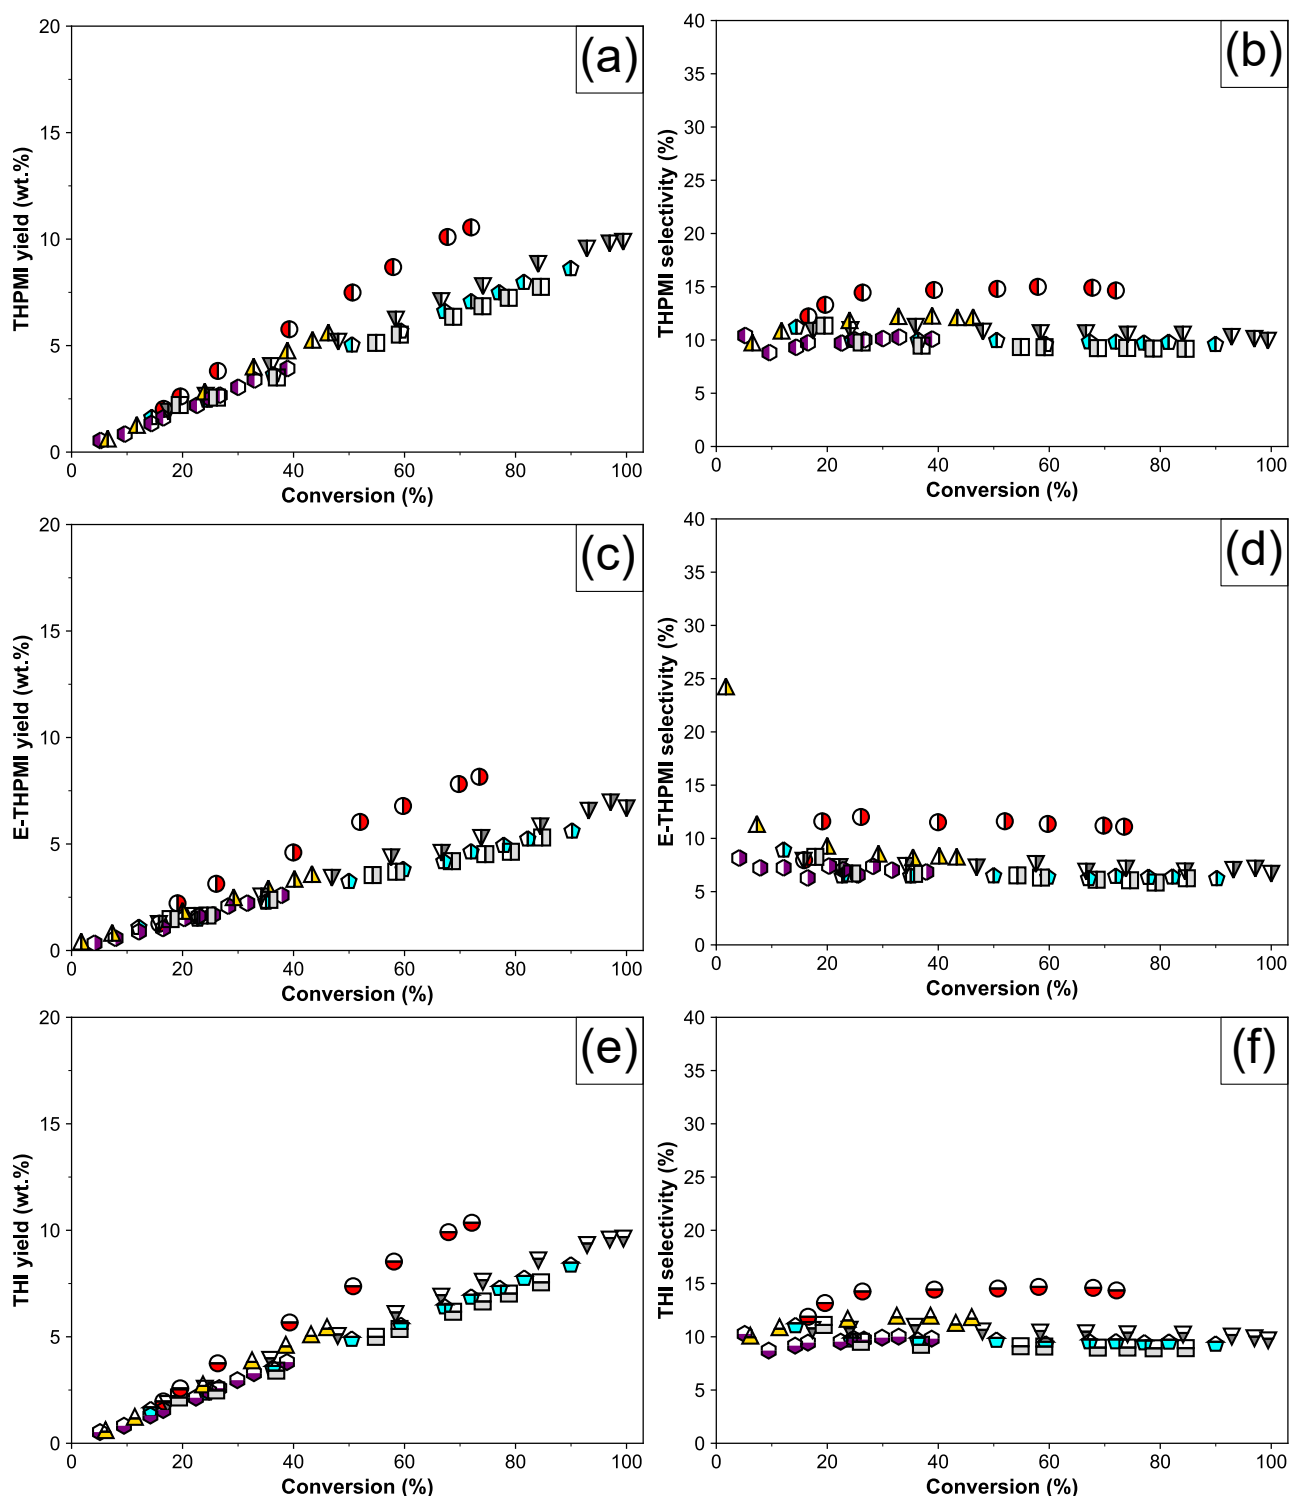 (a)
THPMI yield (wt.%)
20
15
10
5
0
0 20 40 60 80 100
Conversion (%)
(b)
THPMI selectivity (%)
40
35
30
25
20
15
10
5
0
0 20 40 60 80 100
Conversion (%)
(c)
E-THPMI yield (wt.%)
20
15
10
5
0
0 20 40 60 80 100
Conversion (%)
(d)
E-THPMI selectivity (%)
40
35
30
25
20
15
10
5
0
0 20 40 60 80 100
Conversion (%)
(e)
THI yield (wt.%)
20
15
10
5
0
0 20 40 60 80 100
Conversion (%)
(f)
THI selectivity (%)
40
35
30
25
20
15
10
5
0
0 20 40 60 80 100
Conversion (%)